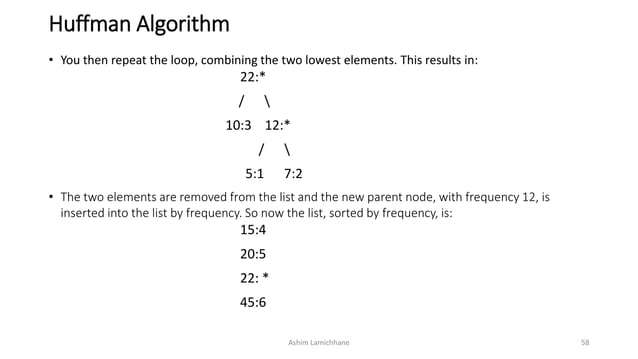 Huffman Algorithm
• You then repeat the loop, combining the two lowest elements. This results in:
22:*
/ \
10:3 12:*
/ \
5:1 7:2
• The two elements are removed from the list and the new parent node, with frequency 12, is
inserted into the list by frequency. So now the list, sorted by frequency, is:
15:4
20:5
22: *
45:6
Ashim Lamichhane 58